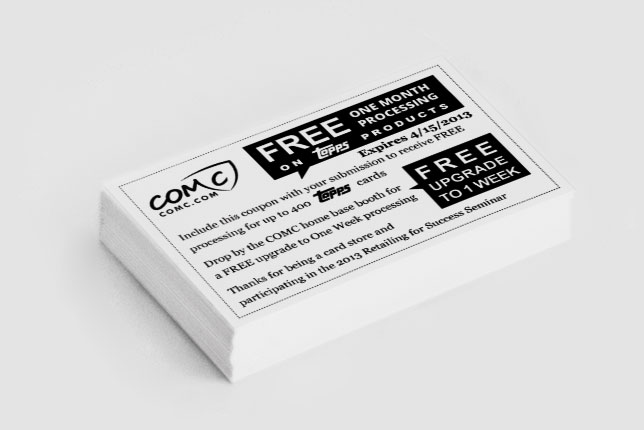 COMC
COMC.COM
FREE ONE MONTH PROCESSING
ON Topps PRODUCTS
Expires 4/15/2013
Include this coupon with your submission to receive FREE
processing for up to 400 Topps cards
Drop by the COMC home base booth for
a FREE upgrade to One Week processing
FREE
UPGRADE
TO 1 WEEK
Thanks for being a card store and
participating in the 2013 Retailing for Success Seminar